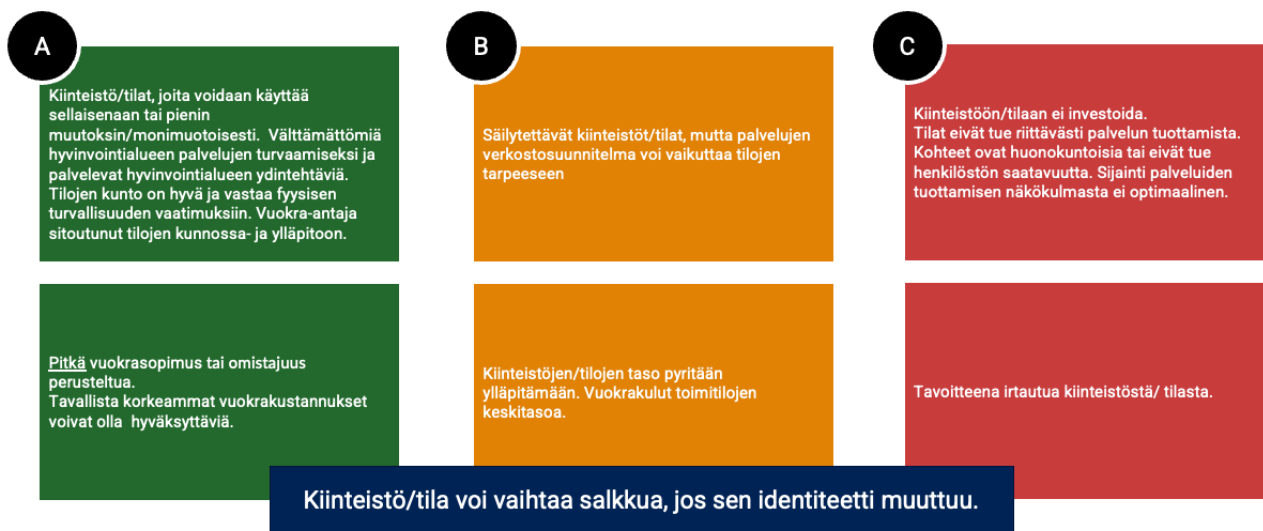 A
Kiinteistö/tilat, joita voidaan käyttää
sellaisenaan tai pienin
muutoksin/monimuotoisesti.  Välttämättömiä
hyvinvointialueen palvelujen turvaamiseksi ja
palvelevat hyvinvointialueen ydintehtäviä.
Tilojen kunto on hyvä ja vastaa fyysisen
turvallisuuden vaatimuksiin. Vuokra-antaja
sitoutunut tilojen kunnossa- ja ylläpitoon.
Pitkä vuokrasopimus tai omistajuus
perusteltua.
Tavallista korkeammat vuokrakustannukset
voivat olla  hyväksyttäviä.
B
Säilytettävät kiinteistöt/tilat, mutta palvelujen
verkostosuunnitelma voi vaikuttaa tilojen
tarpeeseen
Kiinteistöjen/tilojen taso pyritään
ylläpitämään. Vuokrakulut toimitilojen
keskitasoa.
C
Kiinteistöön/tilaan ei investoida.
Tilat eivät tue riittävästi palvelun tuottamista.
Kohteet ovat huonokuntoisia tai eivät tue
henkilöstön saatavuutta. Sijainti palveluiden
tuottamisen näkökulmasta ei optimaalinen.
Tavoitteena irtautua kiinteistöstä/ tilasta.
Kiinteistö/tila voi vaihtaa salkkua, jos sen identiteetti muuttuu.